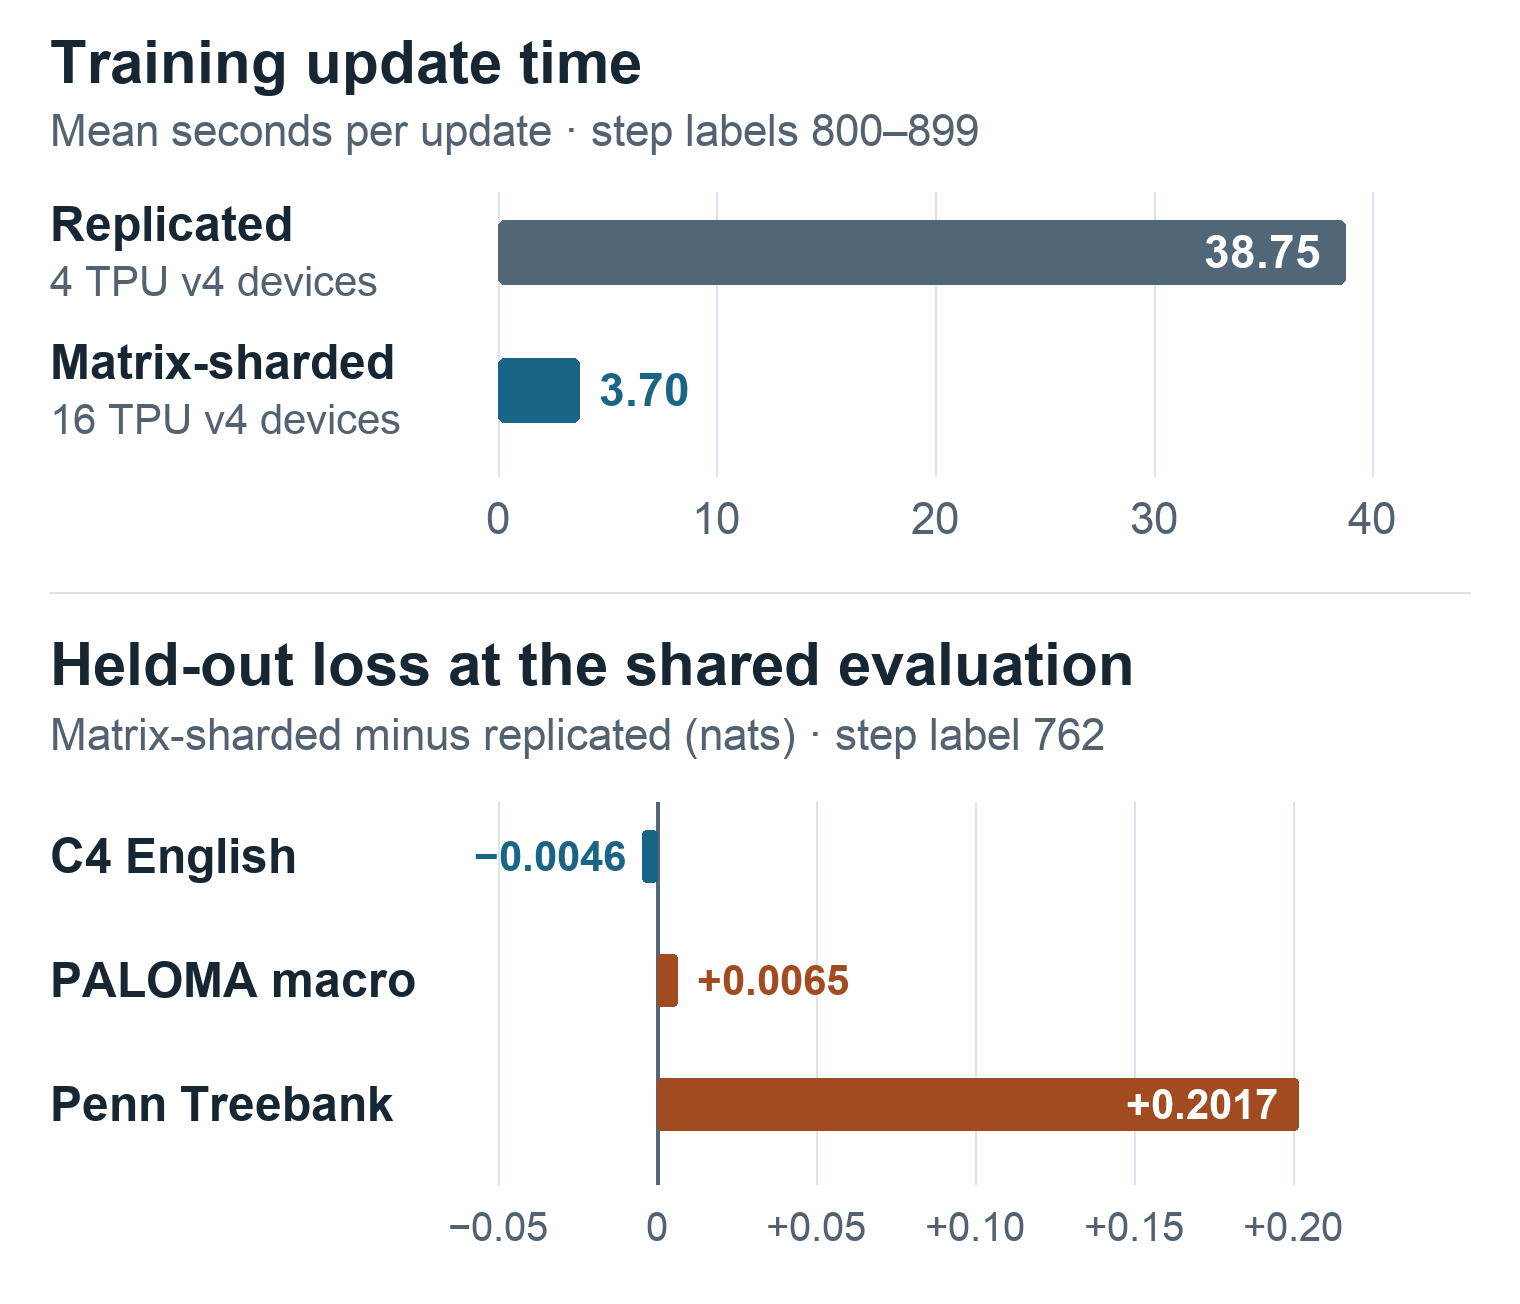 Training update time
Mean seconds per update · step labels 800–899
Replicated
4 TPU v4 devices
38.75
Matrix-sharded
16 TPU v4 devices
3.70
0 10 20 30 40
Held-out loss at the shared evaluation
Matrix-sharded minus replicated (nats) · step label 762
C4 English
−0.0046
PALOMA macro
+0.0065
Penn Treebank
+0.2017
−0.05 0 +0.05 +0.10 +0.15 +0.20